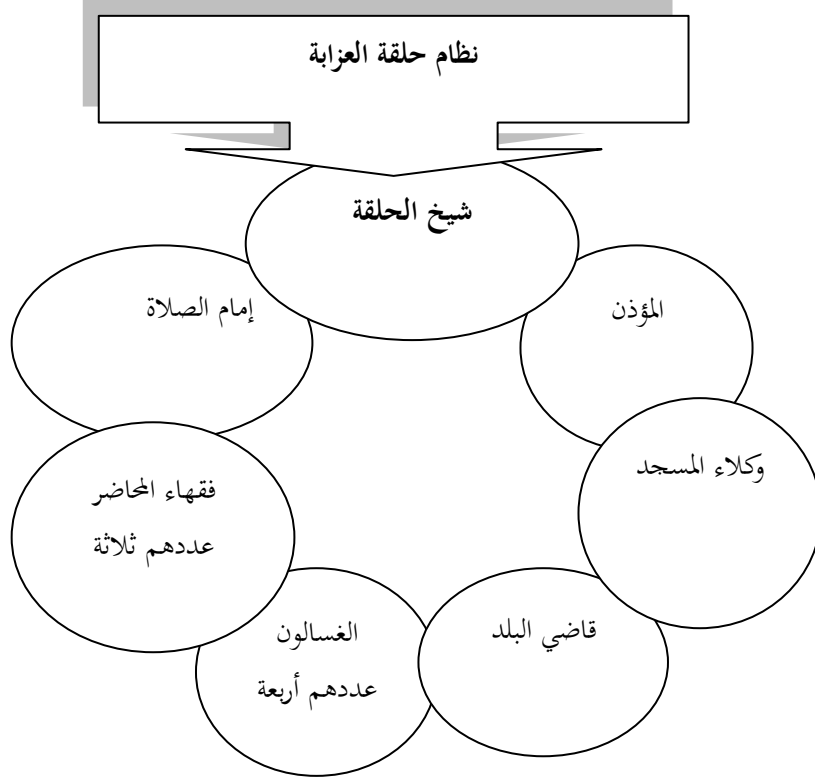 نظام حلقة العزابة
شيخ الحلقة
المؤذن
إمام الصلاة
وكلاء المسجد
فقهاء المحاضر
عددهم ثلاثة
قاضي البلد
الغسالون
عددهم أربعة